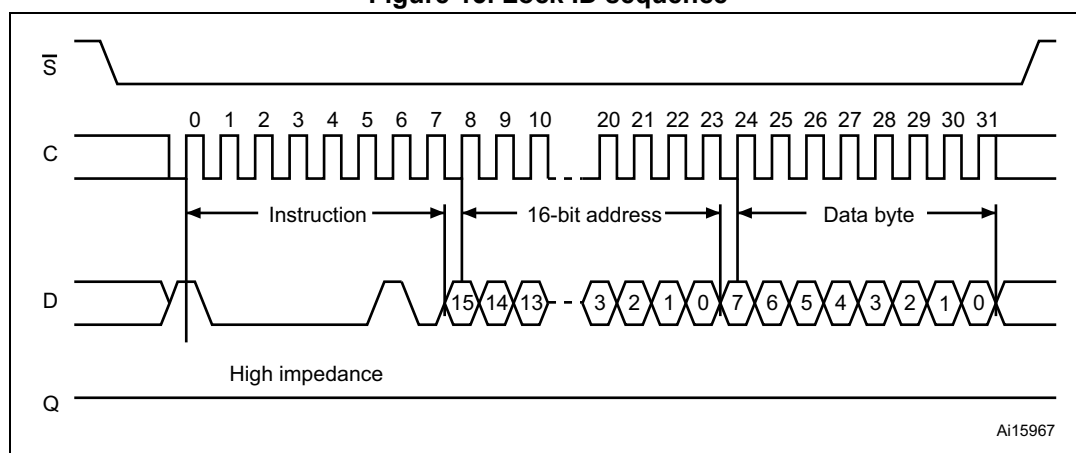 Figure 16. Lock ID sequence
S
0 1 2 3 4 5 6 7 8 9 10 20 21 22 23 24 25 26 27 28 29 30 31
C
Instruction 16-bit address Data byte
D
15 14 13 3 2 1 0 7 6 5 4 3 2 1 0
High impedance
Q
Ai15967